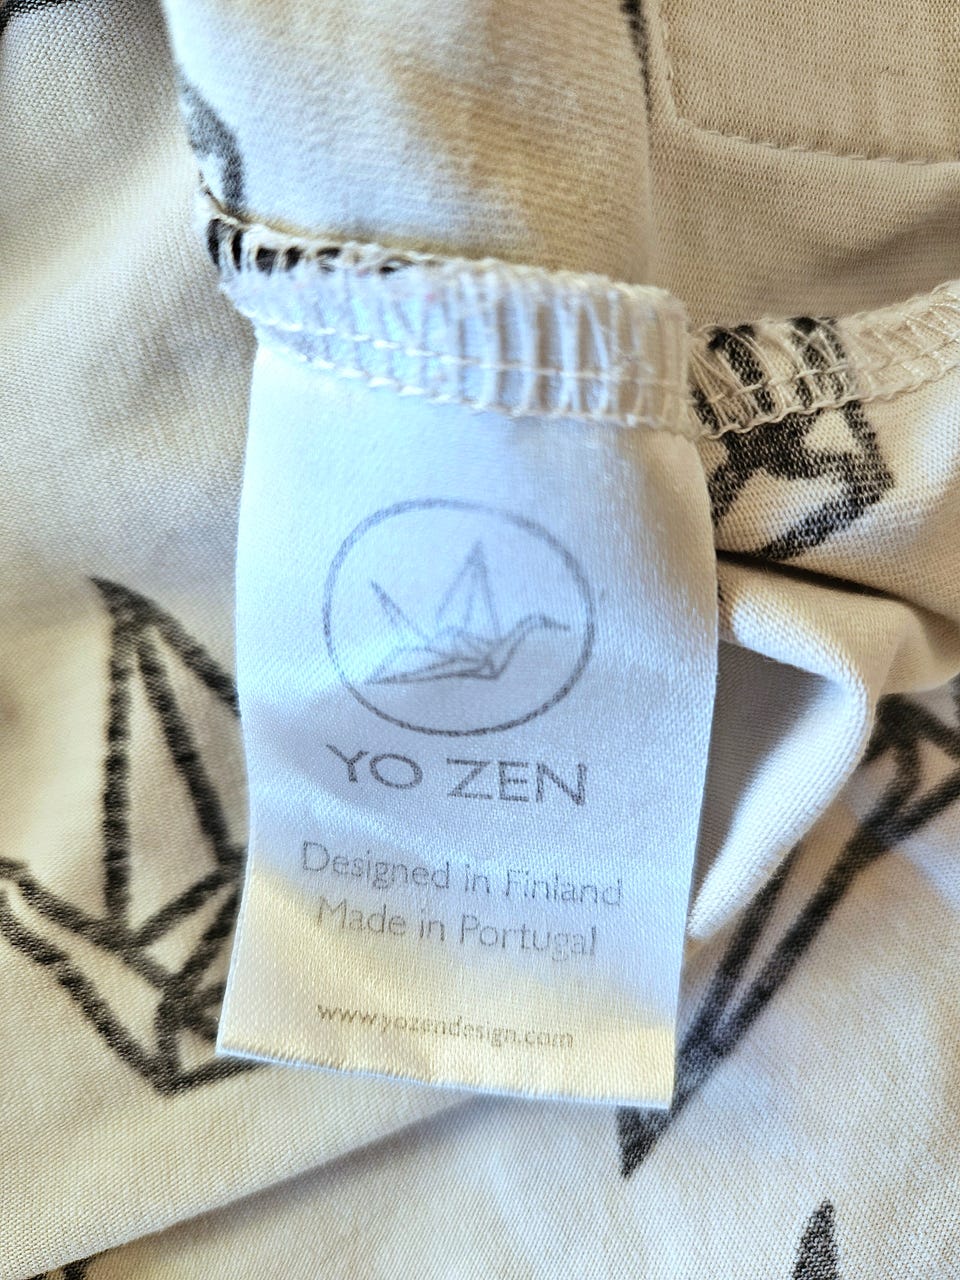 YO ZEN
Designed in Finland
Made in Portugal
www.yozendesign.com